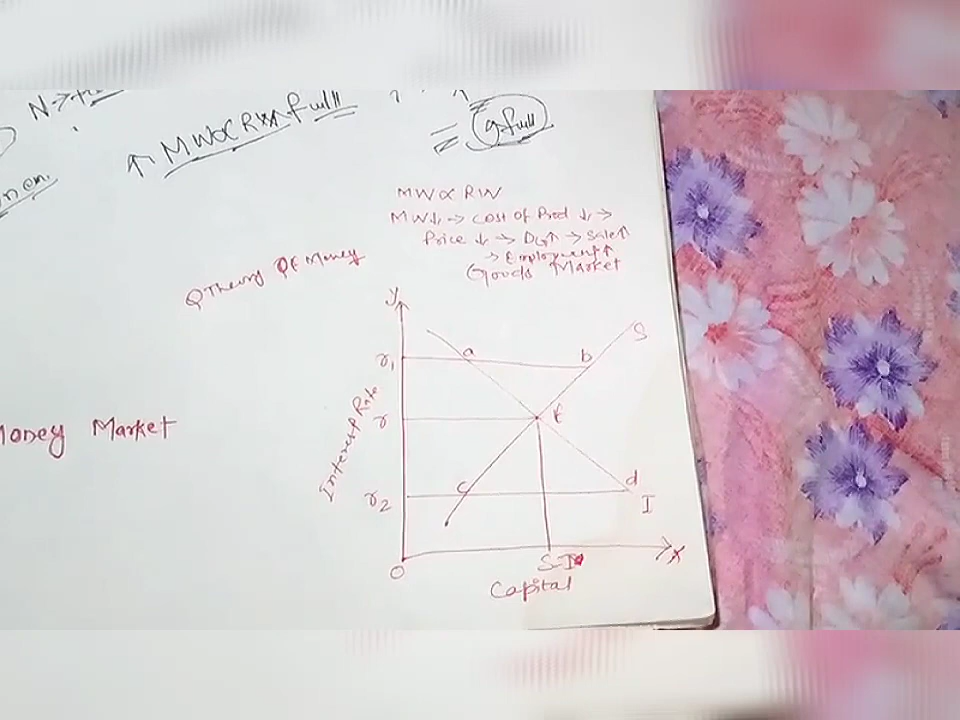 N →
↑ MW ∝ RW full
= g.full
MW ∝ RW
MW↓ → Cost of Prod ↓ →
Price ↓ → D↑ → Sale↑
→ Employment↑
Goods Market
Q Theory OF Money
Money Market
Y
S
r₁
a
b
Interest Rate
r
E
r₂
c
d
I
O
S-I
X
Capital